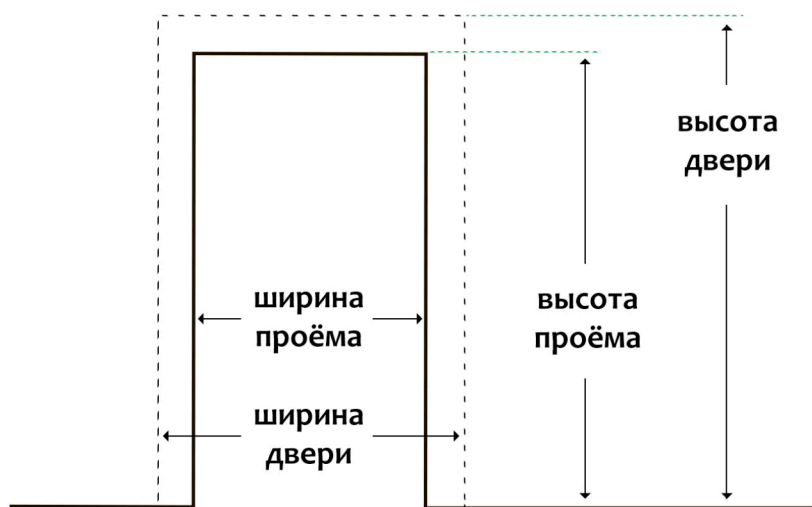 высота
двери
ширина
проёма
высота
проёма
ширина
двери